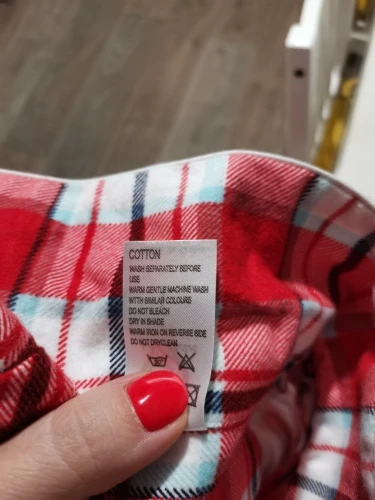 COTTON
WASH SEPARATELY BEFORE
USE
WARM GENTLE MACHINE WASH
WITH SIMILAR COLOURS
DO NOT BLEACH
DRY IN SHADE
WARM IRON ON REVERSE SIDE
DO NOT DRYCLEAN